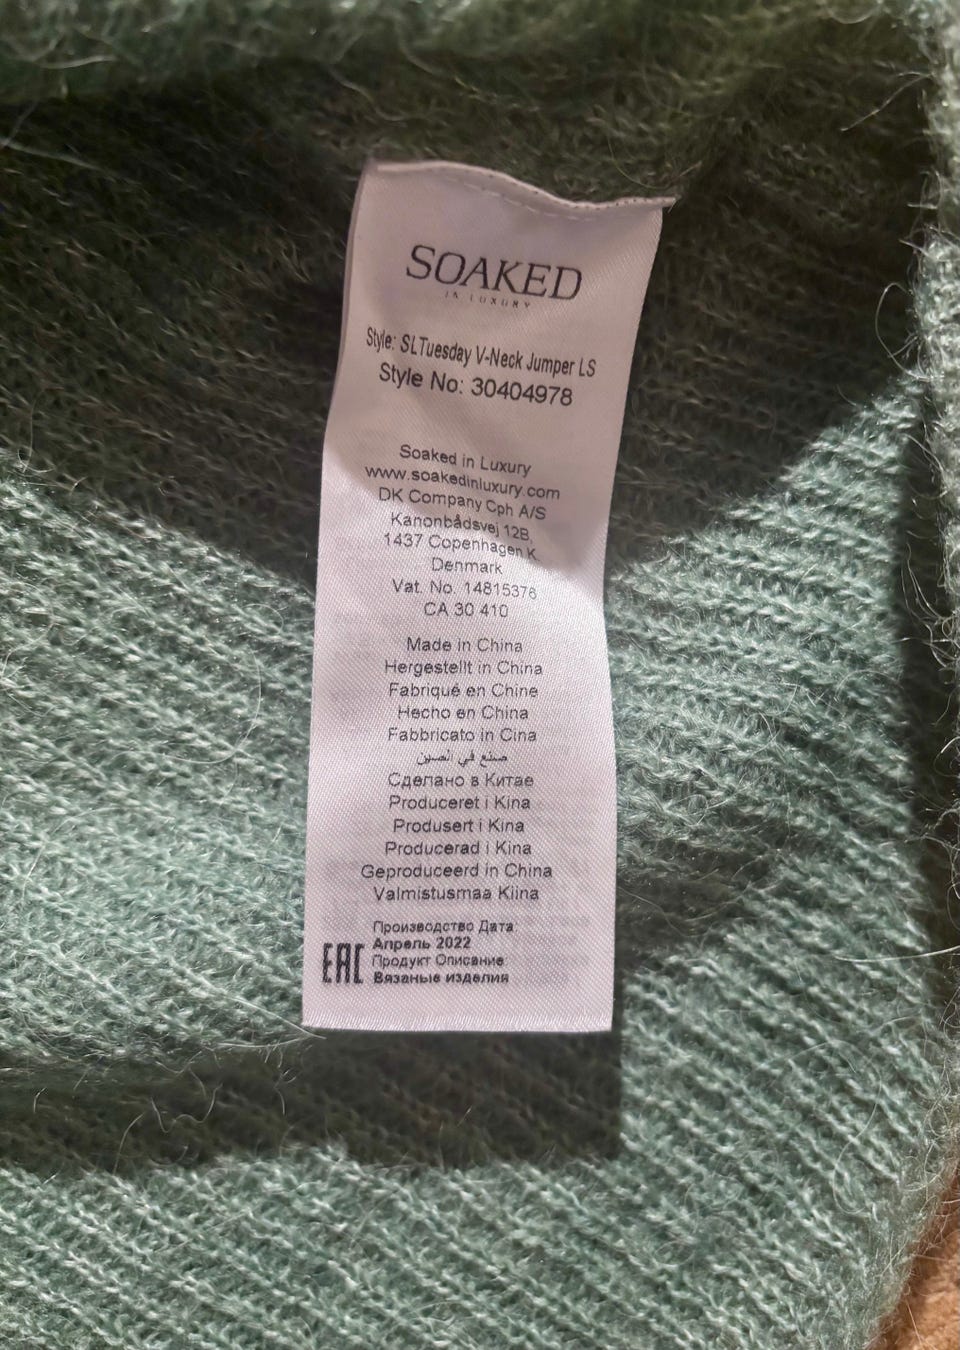 SOAKED
IN LUXURY
Style: SLTuesday V-Neck Jumper LS
Style No: 30404978
Soaked in Luxury
www.soakedinluxury.com
DK Company Cph A/S
Kanonbådsvej 12B,
1437 Copenhagen K.
Denmark
Vat. No. 14815376
CA 30 410
Made in China
Hergestellt in China
Fabriqué en Chine
Hecho en China
Fabbricato in Cina
صنع في الصين
Сделано в Китае
Produceret i Kina
Produsert i Kina
Producerad i Kina
Geproduceerd in China
Valmistusmaa Kiina
EAC
Производство Дата:
Апрель 2022
Продукт Описание:
Вязаные изделия